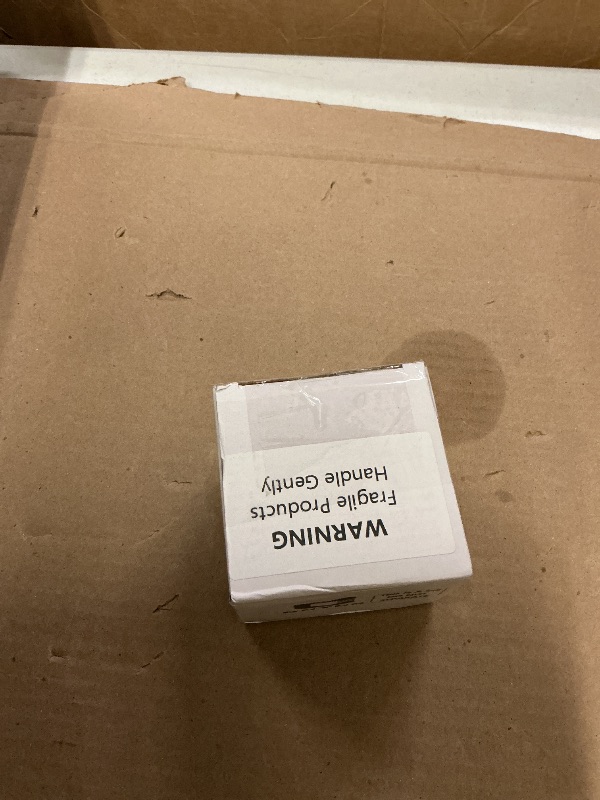 WARNING
Fragile Products
Handle Gently